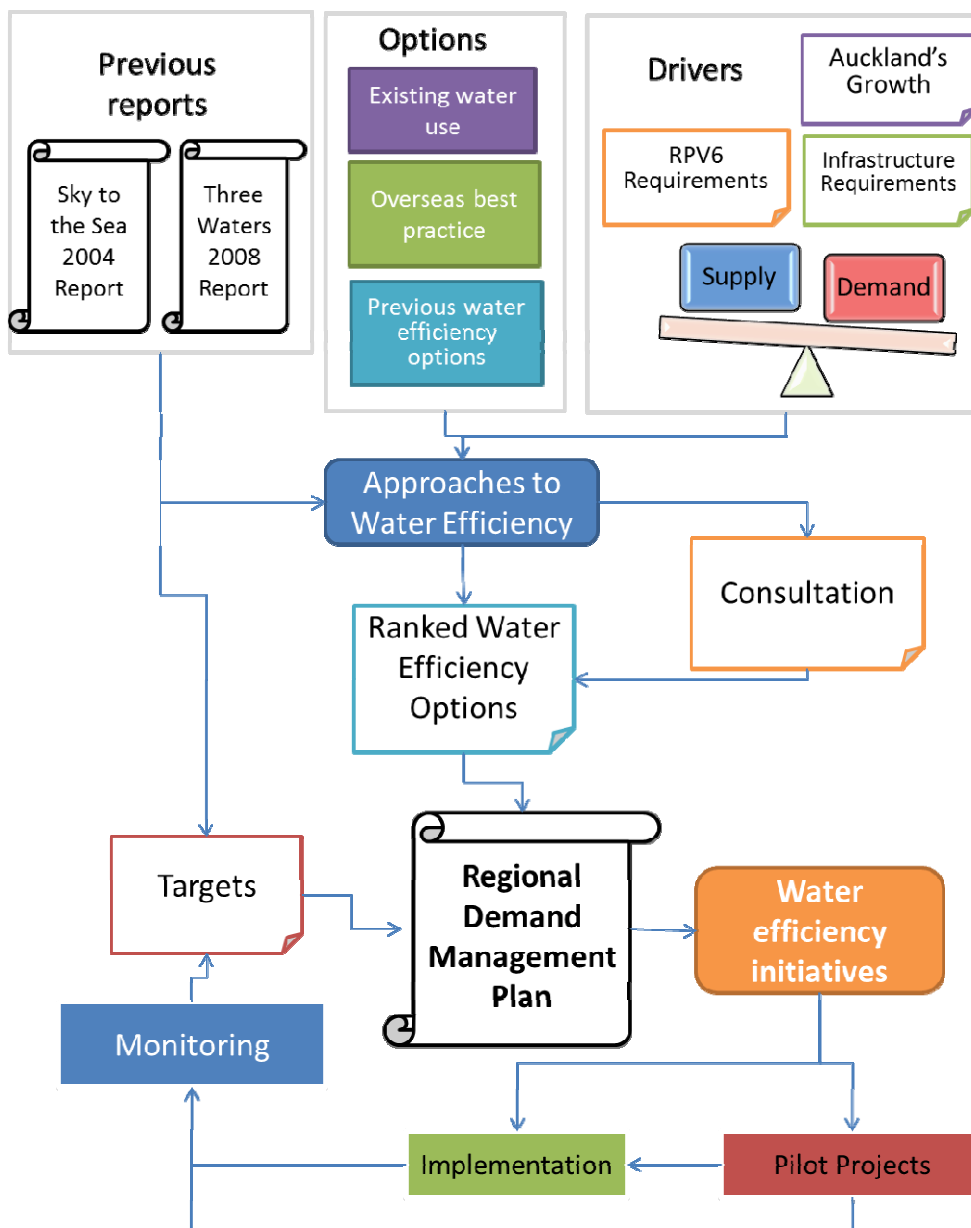 Previous
reports
Sky to
the Sea
2004
Report
Three
Waters
2008
Report
Options
Existing water
use
Overseas best
practice
Previous water
efficiency
options
Drivers
Auckland's
Growth
RPV6
Requirements
Infrastructure
Requirements
Supply
Demand
Approaches to
Water Efficiency
Consultation
Ranked Water
Efficiency
Options
Targets
Regional
Demand
Management
Plan
Water
efficiency
initiatives
Monitoring
Implementation
Pilot Projects